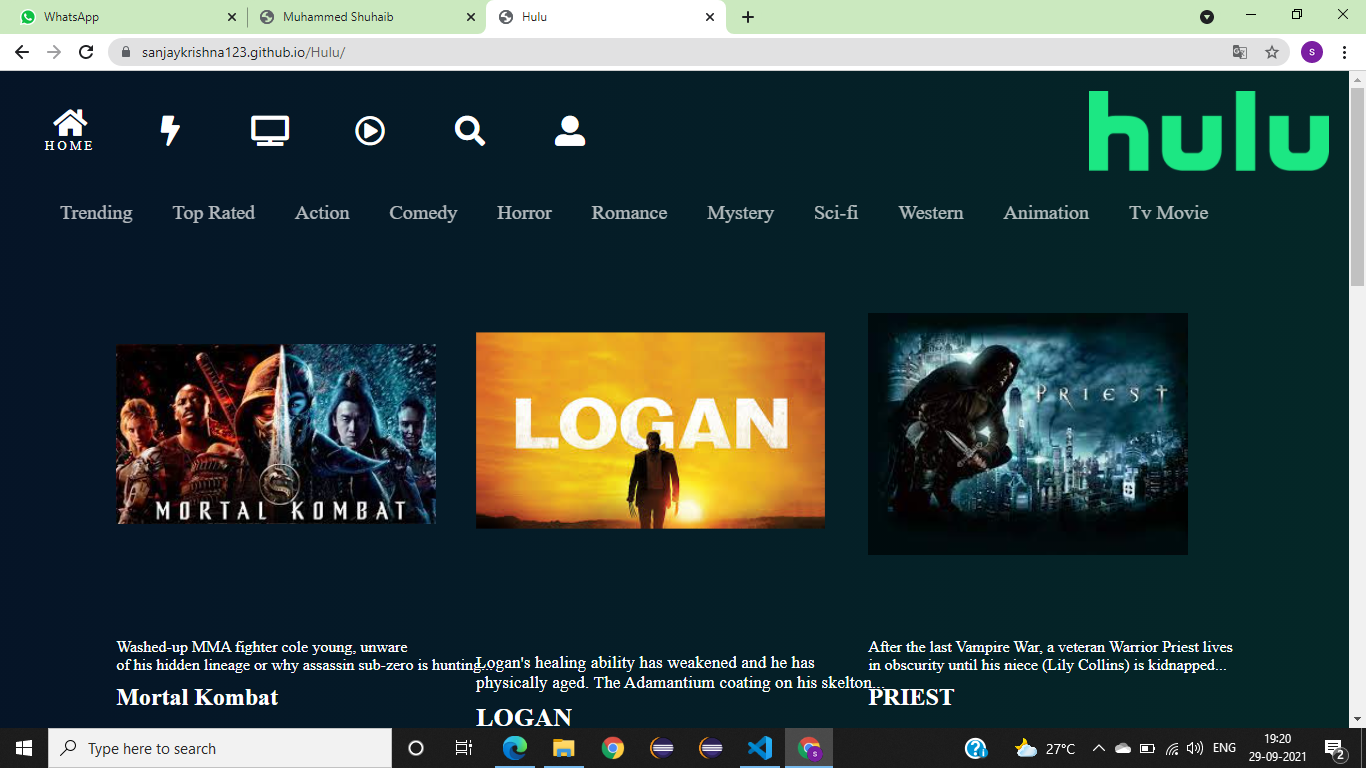 WhatsApp
Muhammed Shuhaib
Hulu
sanjaykrishna123.github.io/Hulu/
S
HOME
hulu
Trending Top Rated Action Comedy Horror Romance Mystery Sci-fi Western Animation Tv Movie
MORTAL KOMBAT
LOGAN
PRIEST
Washed-up MMA fighter cole young, unware
of his hidden lineage or why assassin sub-zero is hunting...
Mortal Kombat
Logan's healing ability has weakened and he has
physically aged. The Adamantium coating on his skelton...
LOGAN
After the last Vampire War, a veteran Warrior Priest lives
in obscurity until his niece (Lily Collins) is kidnapped...
PRIEST
Type here to search
S
27°C
ENG
19:20
29-09-2021
2